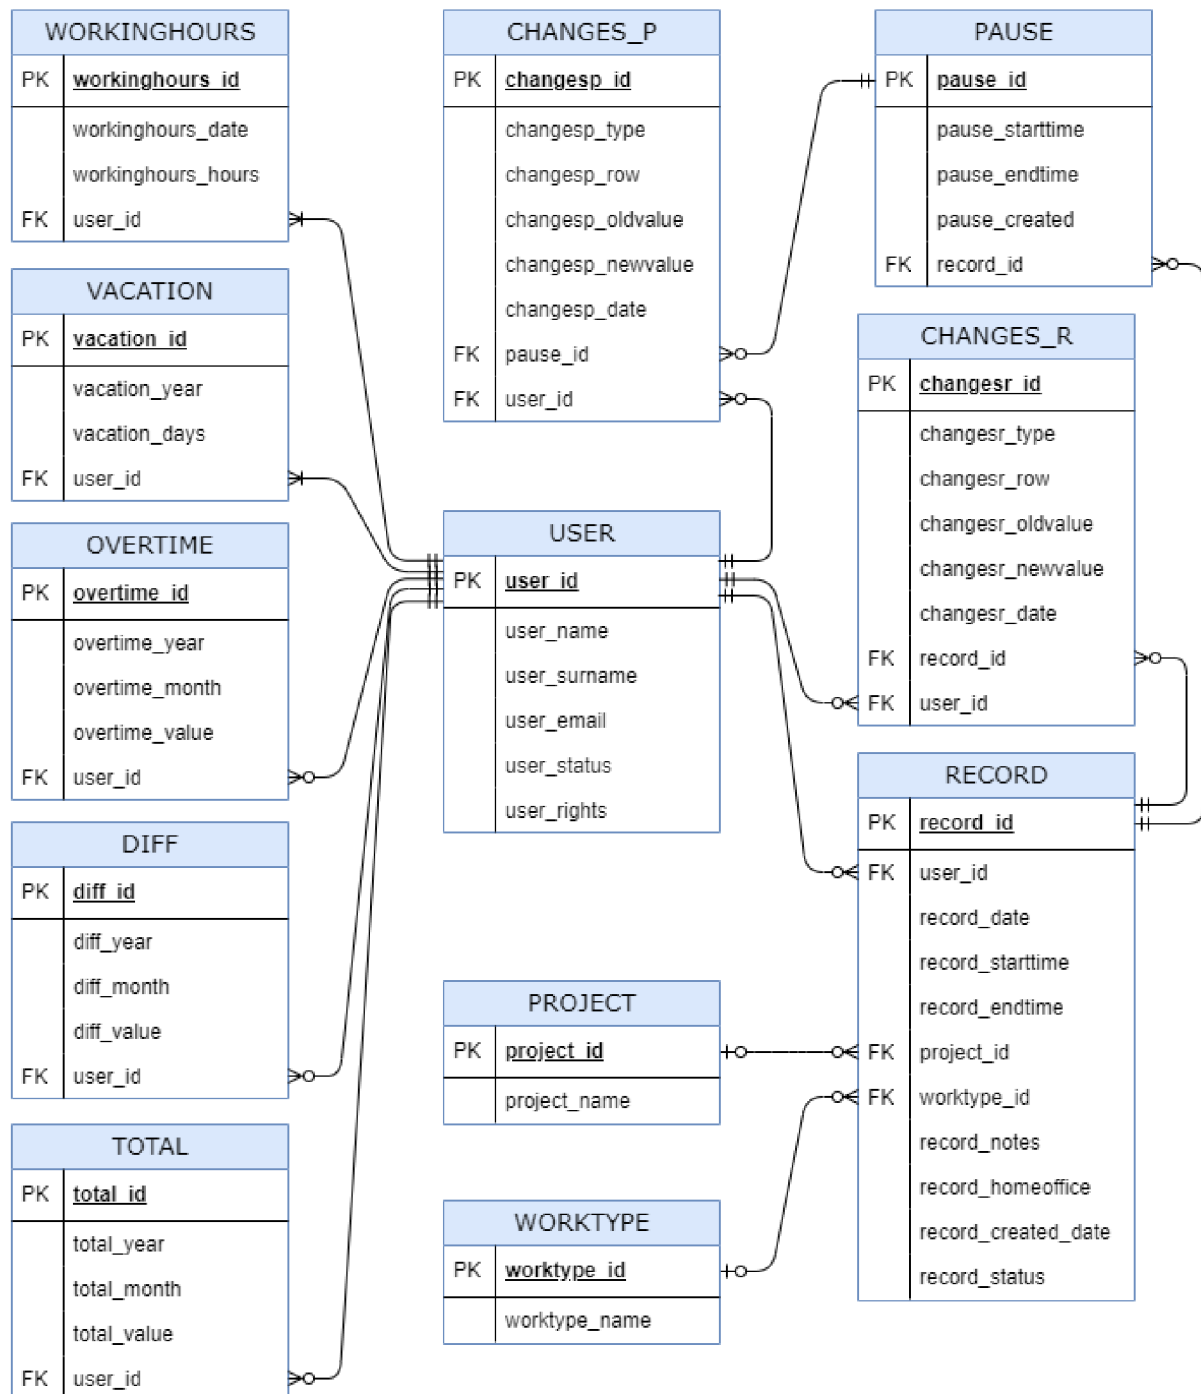 WORKINGHOURS
PK workinghours_id
workinghours_date
workinghours_hours
FK user_id
VACATION
PK vacation_id
vacation_year
vacation_days
FK user_id
OVERTIME
PK overtime_id
overtime_year
overtime_month
overtime_value
FK user_id
DIFF
PK diff_id
diff_year
diff_month
diff_value
FK user_id
TOTAL
PK total_id
total_year
total_month
total_value
FK user_id
CHANGES_P
PK changesp_id
changesp_type
changesp_row
changesp_oldvalue
changesp_newvalue
changesp_date
FK pause_id
FK user_id
USER
PK user_id
user_name
user_surname
user_email
user_status
user_rights
PROJECT
PK project_id
project_name
WORKTYPE
PK worktype_id
worktype_name
PAUSE
PK pause_id
pause_starttime
pause_endtime
pause_created
FK record_id
CHANGES_R
PK changesr_id
changesr_type
changesr_row
changesr_oldvalue
changesr_newvalue
changesr_date
FK record_id
FK user_id
RECORD
PK record_id
FK user_id
record_date
record_starttime
record_endtime
FK project_id
FK worktype_id
record_notes
record_homeoffice
record_created_date
record_status